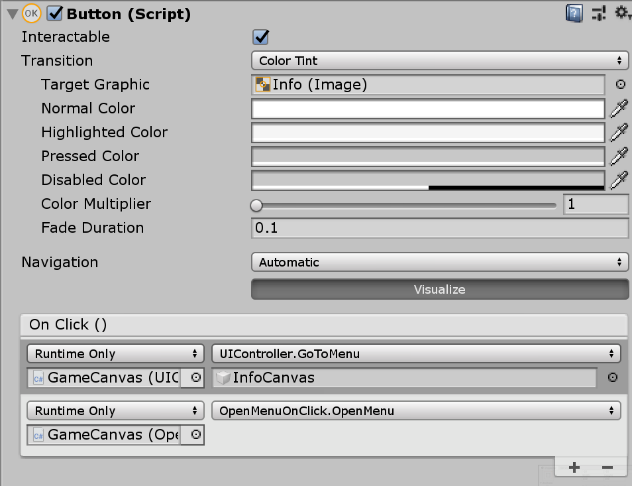 OK Button (Script)
Interactable
Transition Color Tint
Target Graphic Info (Image)
Normal Color
Highlighted Color
Pressed Color
Disabled Color
Color Multiplier 1
Fade Duration 0.1
Navigation Automatic
Visualize
On Click ()
Runtime Only UIController.GoToMenu
C# GameCanvas (UIC InfoCanvas
Runtime Only OpenMenuOnClick.OpenMenu
C# GameCanvas (Ope